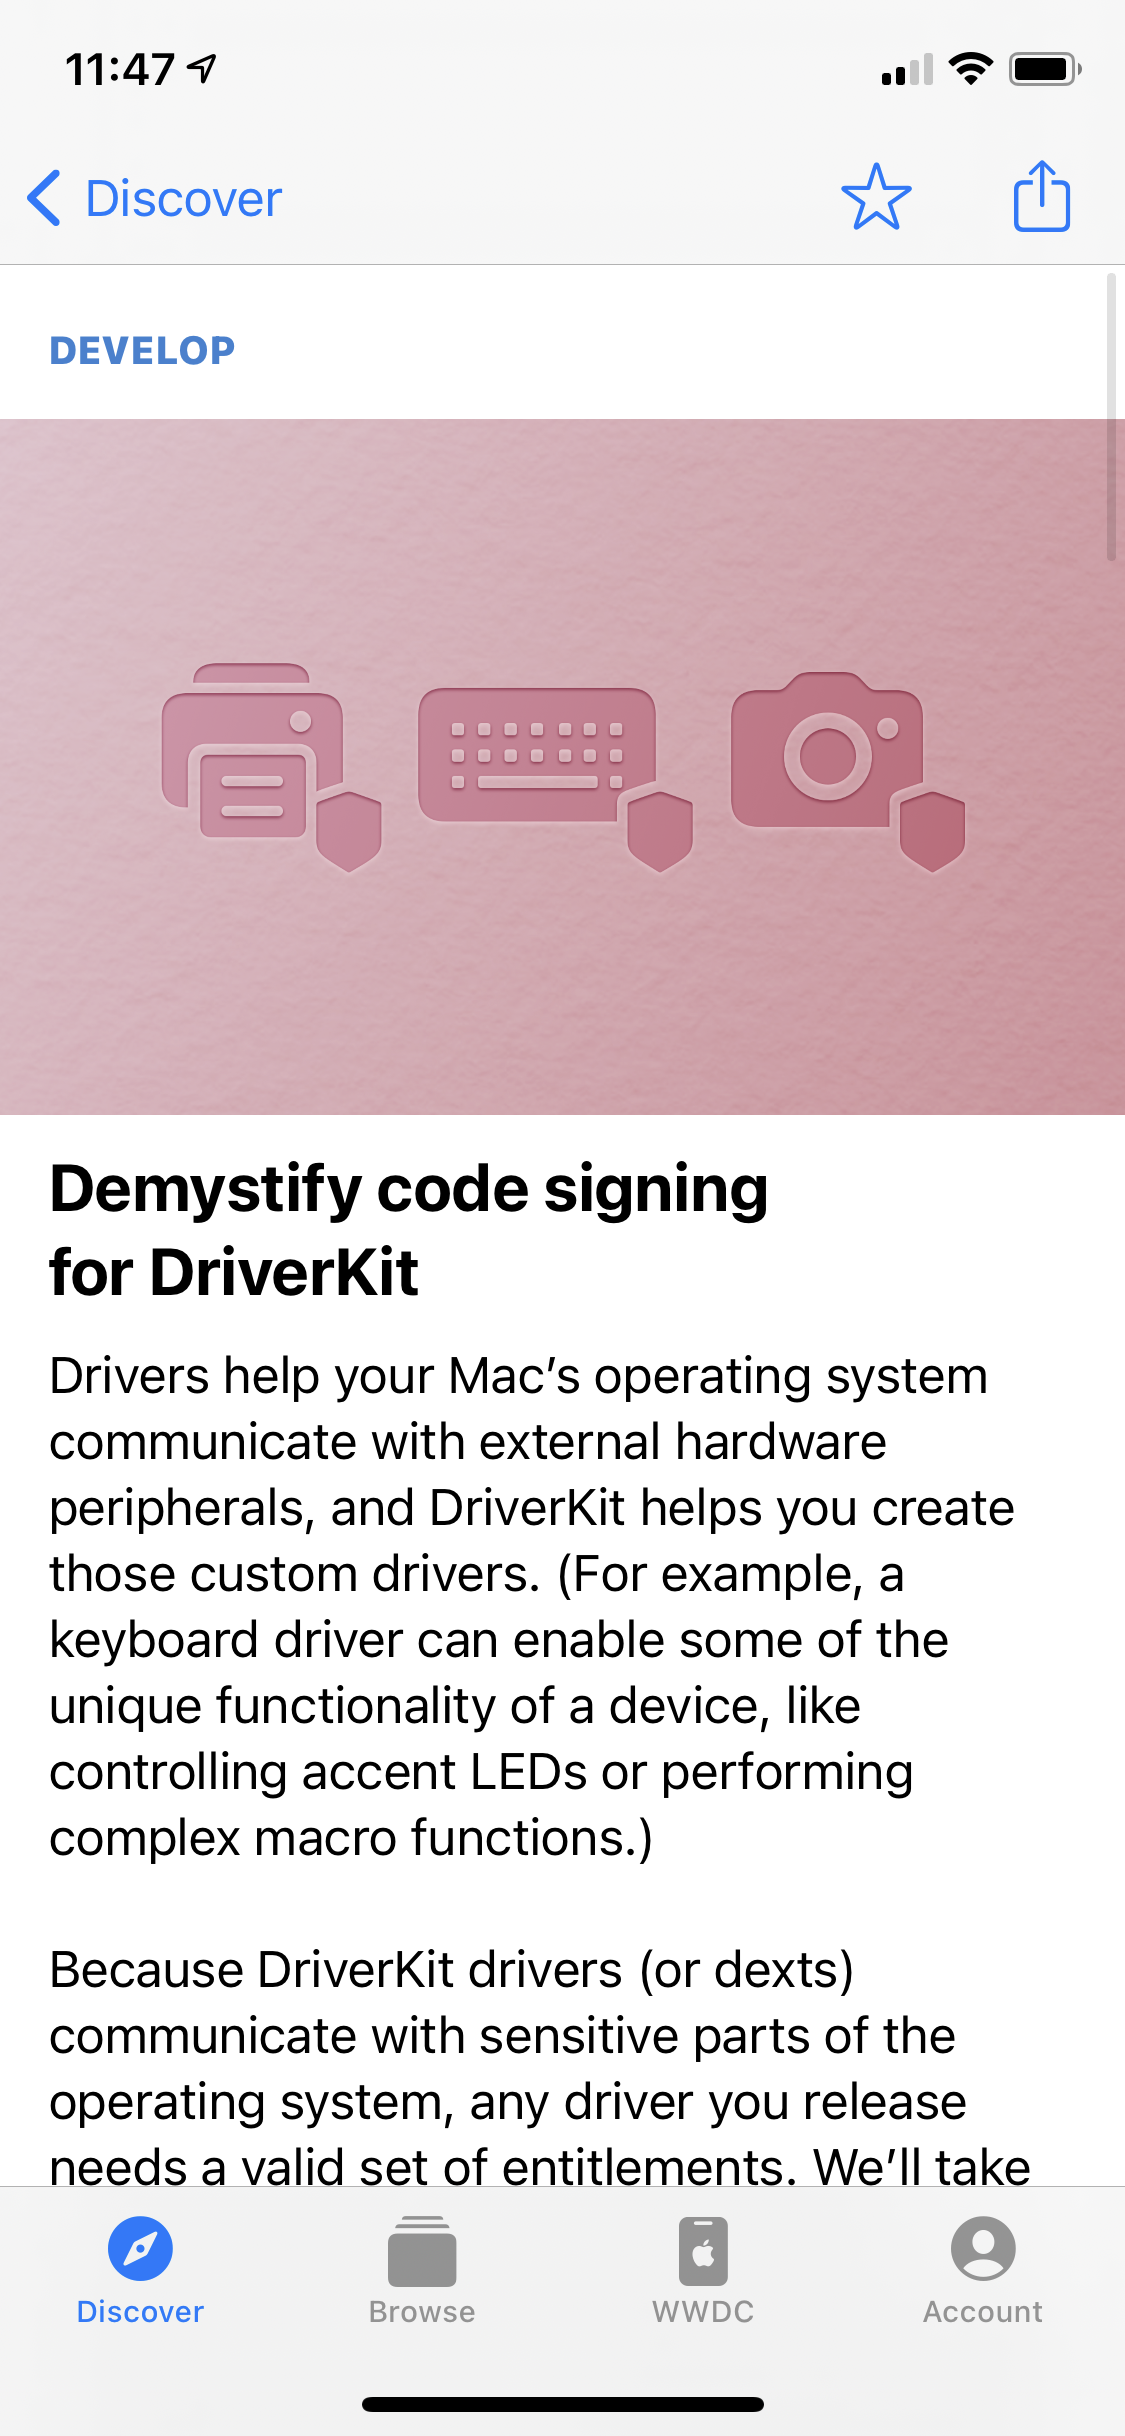 11:47
Discover
DEVELOP
Demystify code signing
for DriverKit
Drivers help your Mac’s operating system
communicate with external hardware
peripherals, and DriverKit helps you create
those custom drivers. (For example, a
keyboard driver can enable some of the
unique functionality of a device, like
controlling accent LEDs or performing
complex macro functions.)
Because DriverKit drivers (or dexts)
communicate with sensitive parts of the
operating system, any driver you release
needs a valid set of entitlements. We’ll take
Discover
Browse
WWDC
Account